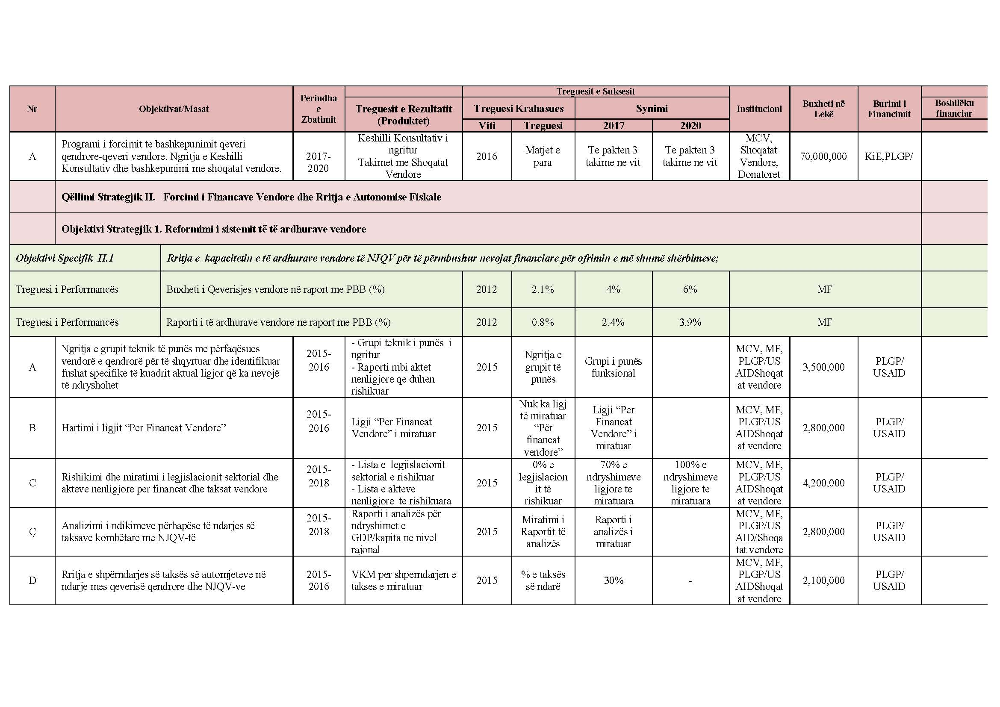 Nr
Objektivat/Masat
Periudha
e
Zbatimit
Treguesit e Rezultatit
(Produktet)
Treguesit e Suksesit
Treguesi Krahasues
Synimi
Viti
Treguesi
2017
2020
Institucioni
Buxheti në
Lekë
Burimi i
Financimit
Boshllëku
financiar
A
Programi i forcimit te bashkepunimit qeveri
qendrore-qeveri vendore. Ngritja e Keshilli
Konsultativ dhe bashkepunimi me shoqatat vendore.
2017-
2020
Keshilli Konsultativ i
ngritur
Takimet me Shoqatat
Vendore
2016
Matjet e
para
Te pakten 3
takime ne vit
Te pakten 3
takime ne vit
MCV,
Shoqatat
Vendore,
Donatoret
70,000,000
KiE,PLGP/
Qëllimi Strategjik II.   Forcimi i Financave Vendore dhe Rritja e Autonomise Fiskale
Objektivi Strategjik 1. Reformimi i sistemit të të ardhurave vendore
Objektivi Specifik  II.1
Rritja e  kapacitetin e të ardhurave vendore të NJQV për të përmbushur nevojat financiare për ofrimin e më shumë shërbimeve;
Treguesi i Performancës
Buxheti i Qeverisjes vendore në raport me PBB (%)
2012
2.1%
4%
6%
MF
Treguesi i Performancës
Raporti i të ardhurave vendore ne raport me PBB (%)
2012
0.8%
2.4%
3.9%
MF
A
Ngritja e grupit teknik të punës me përfaqësues
vendorë e qendrorë për të shqyrtuar dhe identifikuar
fushat specifike të kuadrit aktual ligjor që ka nevojë
të ndryshohet
2015-
2016
- Grupi teknik i punës  i
ngritur
- Raporti mbi aktet
nenligjore qe duhen
rishikuar
2015
Ngritja e
grupit të
punës
Grupi i punës
funksional
MCV, MF,
PLGP/US
AIDShoqat
at vendore
3,500,000
PLGP/
USAID
B
Hartimi i ligjit “Per Financat Vendore”
2015-
2016
Ligji “Per Financat
Vendore” i miratuar
2015
Nuk ka ligj
të miratuar
“Për
financat
vendore”
Ligji “Per
Financat
Vendore” i
miratuar
MCV, MF,
PLGP/US
AIDShoqat
at vendore
2,800,000
PLGP/
USAID
C
Rishikimi dhe miratimi i legjislacionit sektorial dhe
akteve nenligjore per financat dhe taksat vendore
2015-
2018
- Lista e  legjislacionit
sektorial e rishikuar
- Lista e akteve
nenligjore  te rishikuara
2015
0% e
legjislacion
it të
rishikuar
70% e
ndryshimeve
ligjore te
miratuara
100% e
ndryshimeve
ligjore te
miratuara
MCV, MF,
PLGP/US
AIDShoqat
at vendore
4,200,000
PLGP/
USAID
Ç
Analizimi i ndikimeve përhapëse të ndarjes së
taksave kombëtare me NJQV-të
2015-
2018
Raporti i analizës për
ndryshimet e
GDP/kapita ne nivel
rajonal
2015
Miratimi i
Raportit të
analizës
Raporti i
analizës i
miratuar
MCV, MF,
PLGP/US
AID/Shoqa
tat vendore
2,800,000
PLGP/
USAID
D
Rritja e shpërndarjes së taksës së automjeteve në
ndarje mes qeverisë qendrore dhe NJQV-ve
2015-
2016
VKM per shperndarjen e
takses e miratuar
2015
% e taksës
së ndarë
30%
-
MCV, MF,
PLGP/US
AIDShoqat
at vendore
2,100,000
PLGP/
USAID